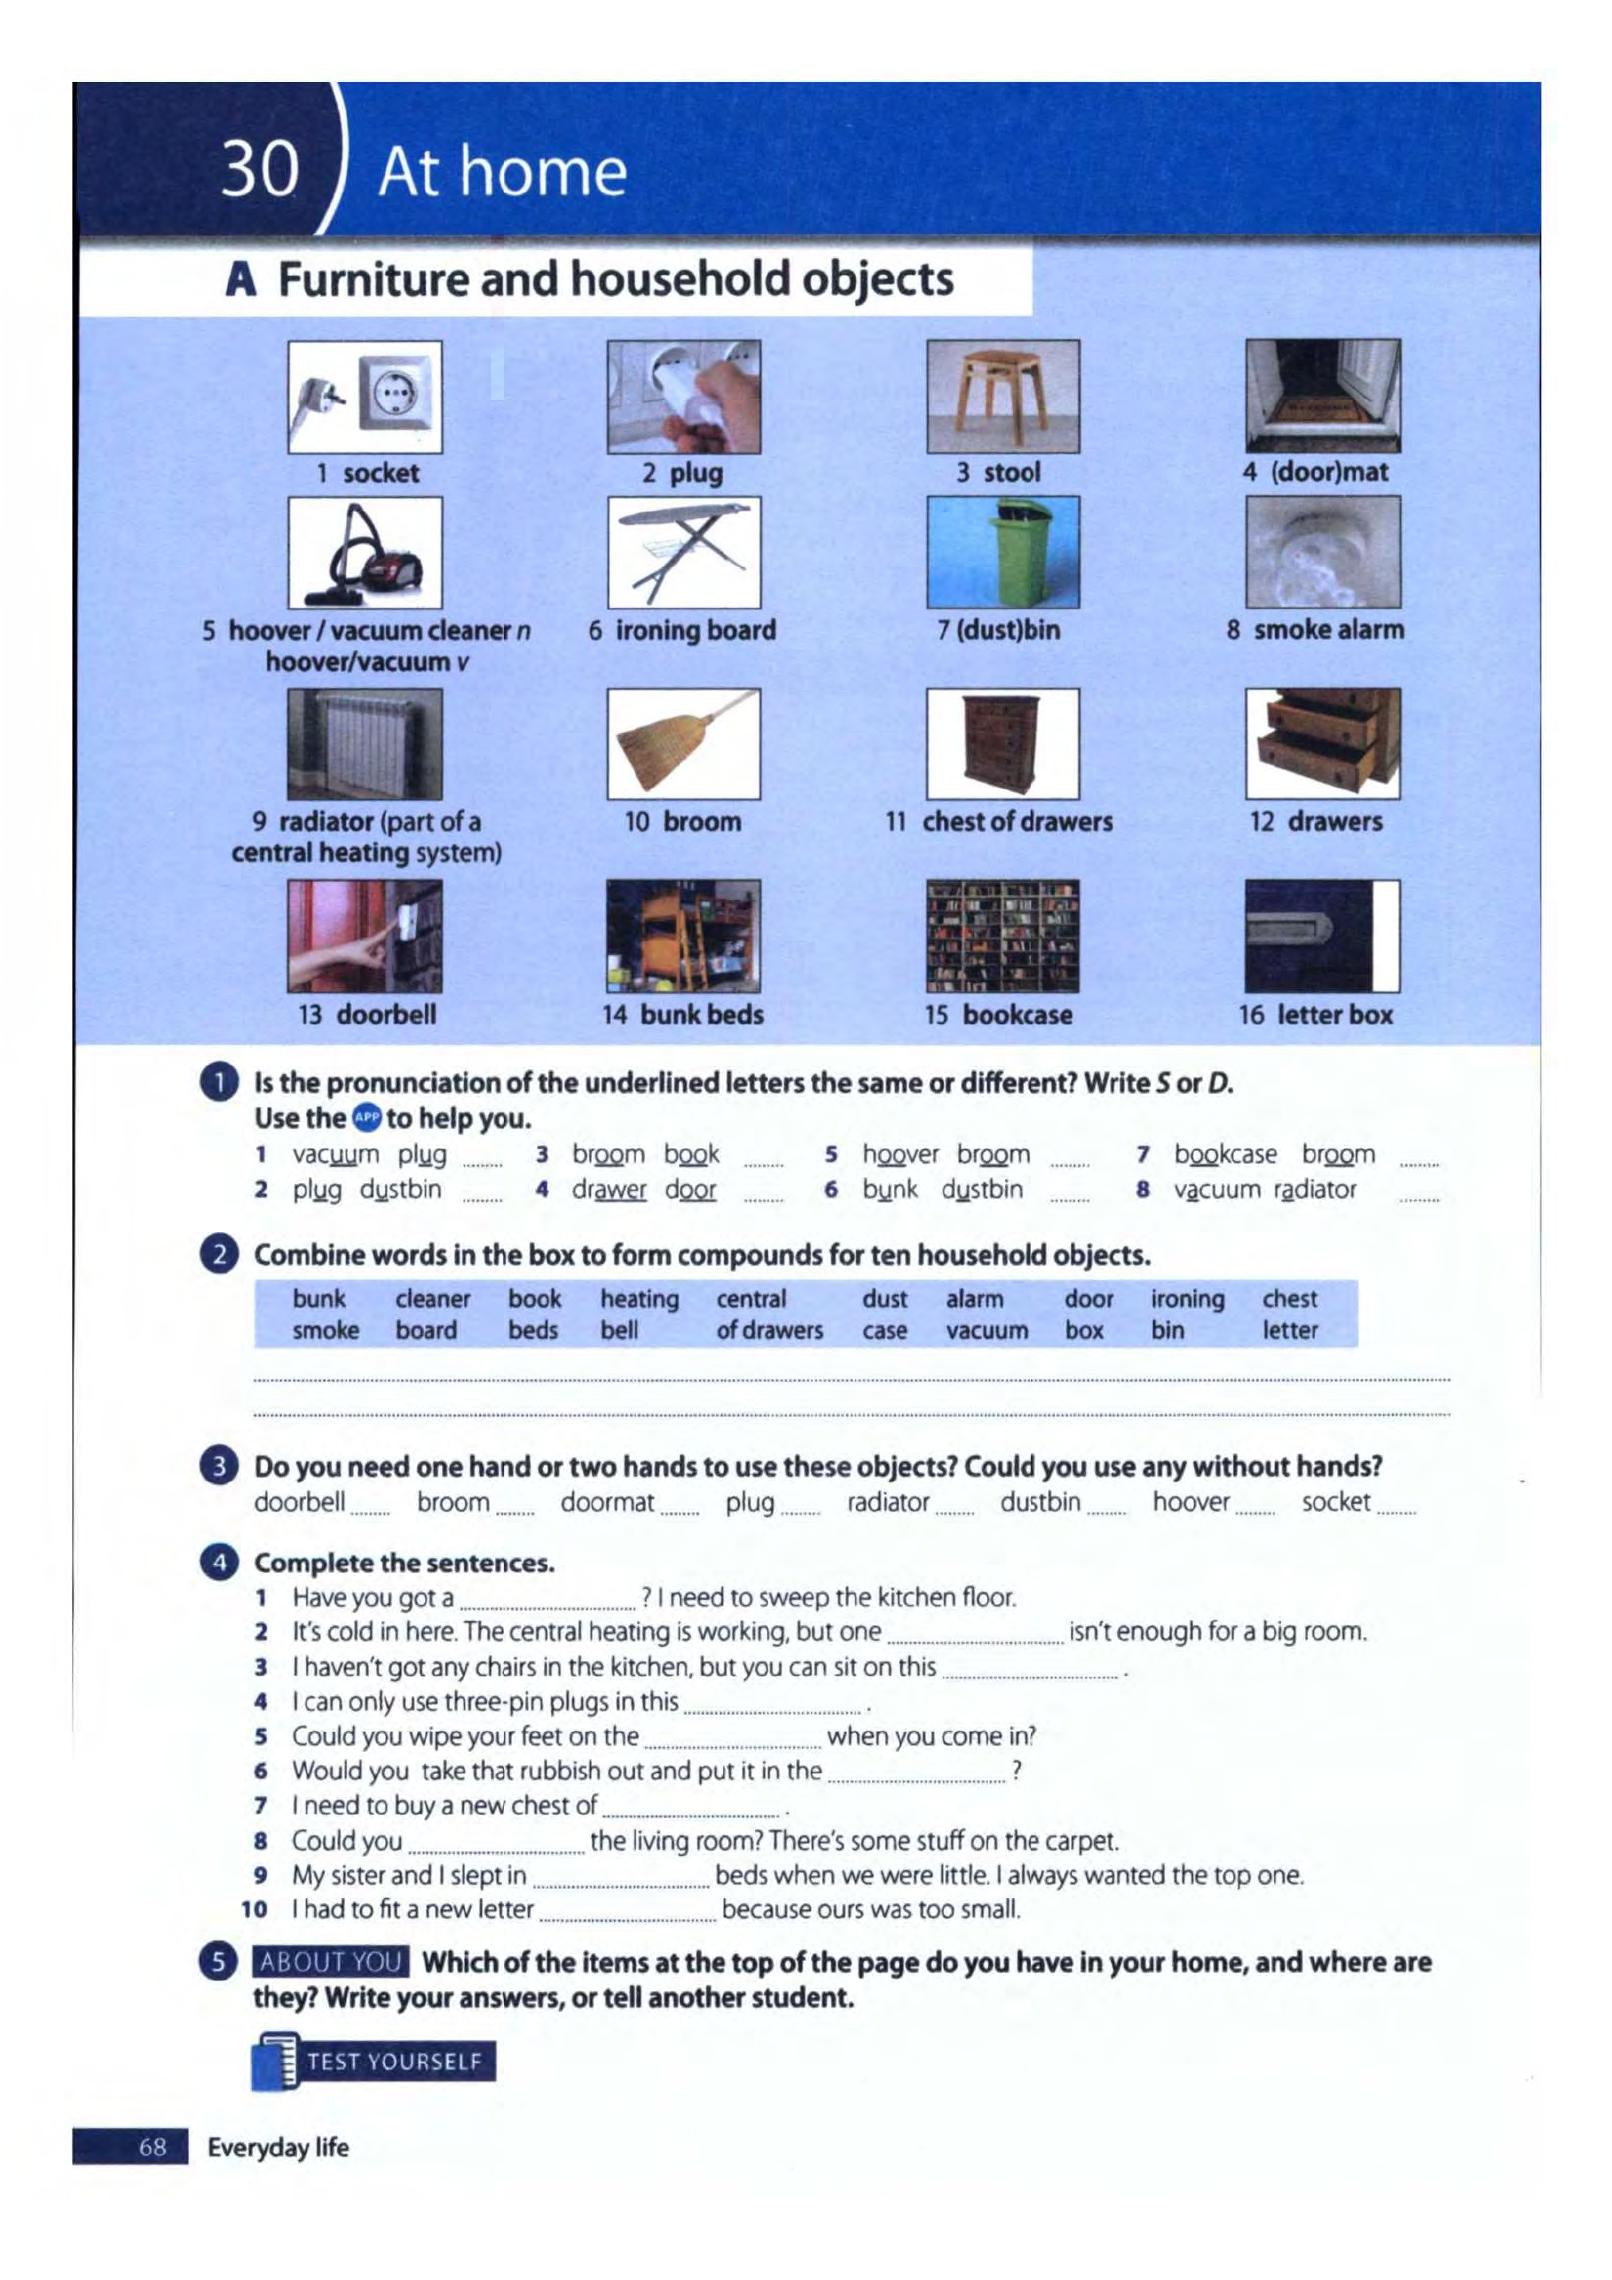 30 At home
A Furniture and household objects
1 socket
2 plug
3 stool
4 (door)mat
5 hoover / vacuum cleaner n
hoover/vacuum v
6 ironing board
7 (dust)bin
8 smoke alarm
9 radiator (part of a
central heating system)
10 broom
11 chest of drawers
12 drawers
13 doorbell
14 bunk beds
15 bookcase
16 letter box
1 Is the pronunciation of the underlined letters the same or different? Write S or D.
Use the APP to help you.
1 vacuum plug ........ 3 broom book ........ 5 hoover broom ........ 7 bookcase broom ........
2 plug dustbin ........ 4 drawer door ........ 6 bunk dustbin ........ 8 vacuum radiator ........
2 Combine words in the box to form compounds for ten household objects.
bunk cleaner book heating central dust alarm door ironing chest
smoke board beds bell of drawers case vacuum box bin letter
3 Do you need one hand or two hands to use these objects? Could you use any without hands?
doorbell ........ broom ........ doormat ........ plug ........ radiator ........ dustbin ........ hoover ........ socket ........
4 Complete the sentences.
1 Have you got a ................ ? I need to sweep the kitchen floor.
2 It's cold in here. The central heating is working, but one ................ isn't enough for a big room.
3 I haven't got any chairs in the kitchen, but you can sit on this ................ .
4 I can only use three-pin plugs in this ................ .
5 Could you wipe your feet on the ................ when you come in?
6 Would you take that rubbish out and put it in the ................ ?
7 I need to buy a new chest of ................ .
8 Could you ................ the living room? There's some stuff on the carpet.
9 My sister and I slept in ................ beds when we were little. I always wanted the top one.
10 I had to fit a new letter ................ because ours was too small.
5 ABOUT YOU Which of the items at the top of the page do you have in your home, and where are
they? Write your answers, or tell another student.
TEST YOURSELF
68 Everyday life